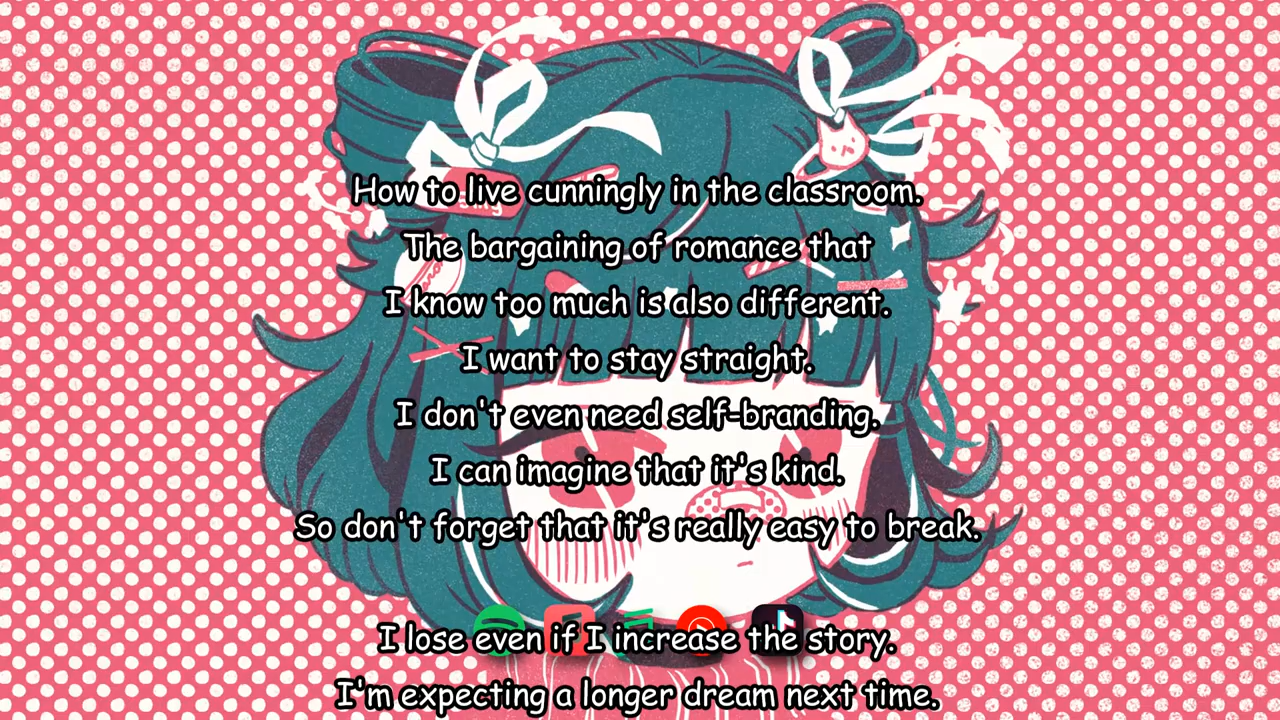 How to live cunningly in the classroom.
The bargaining of romance that
I know too much is also different.
I want to stay straight.
I don't even need self-branding.
I can imagine that it's kind.
So don't forget that it's really easy to break.
I lose even if I increase the story.
I'm expecting a longer dream next time.